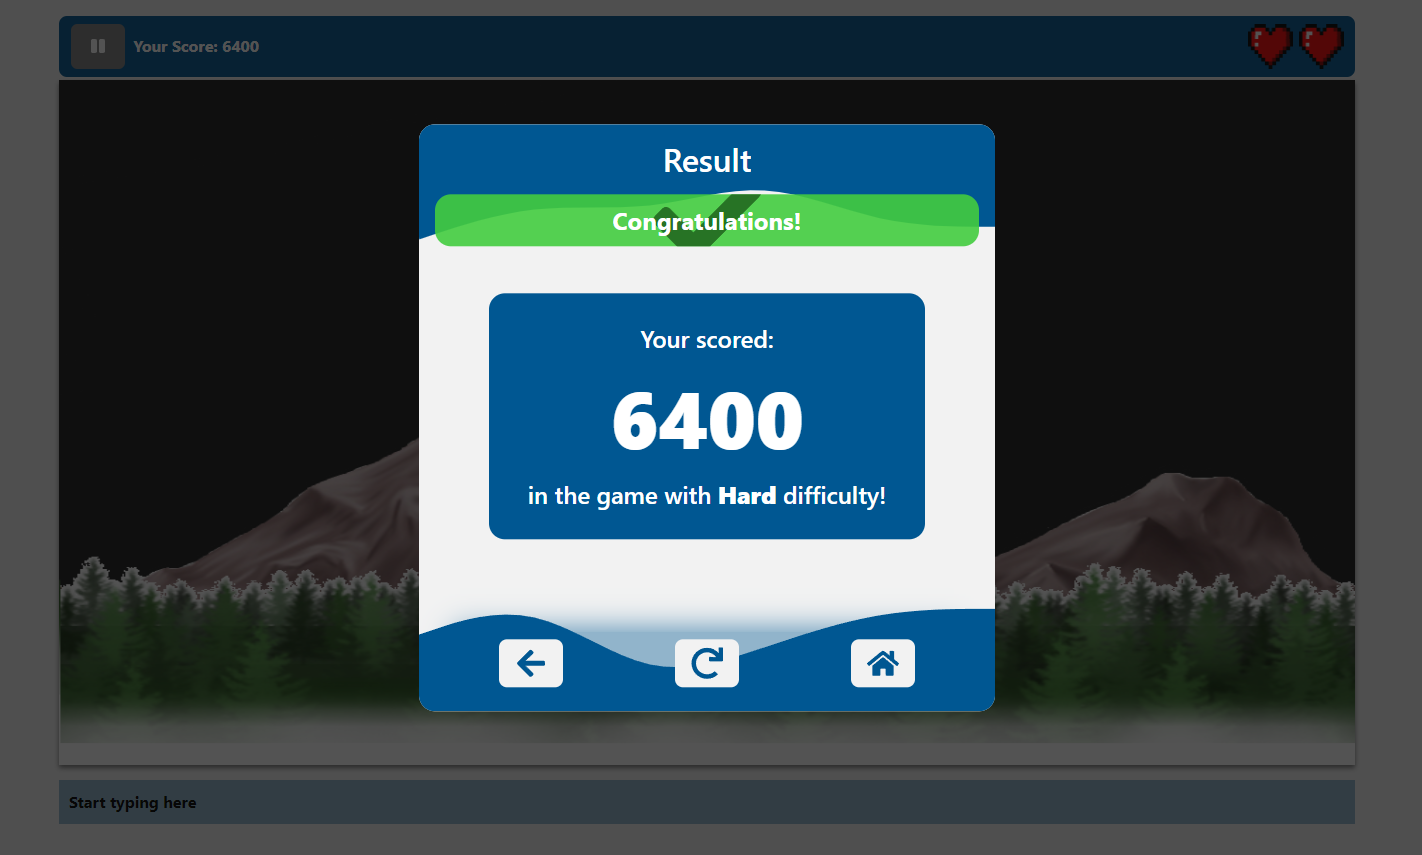 Your Score: 6400
Result
Congratulations!
Your scored:
6400
in the game with Hard difficulty!
Start typing here